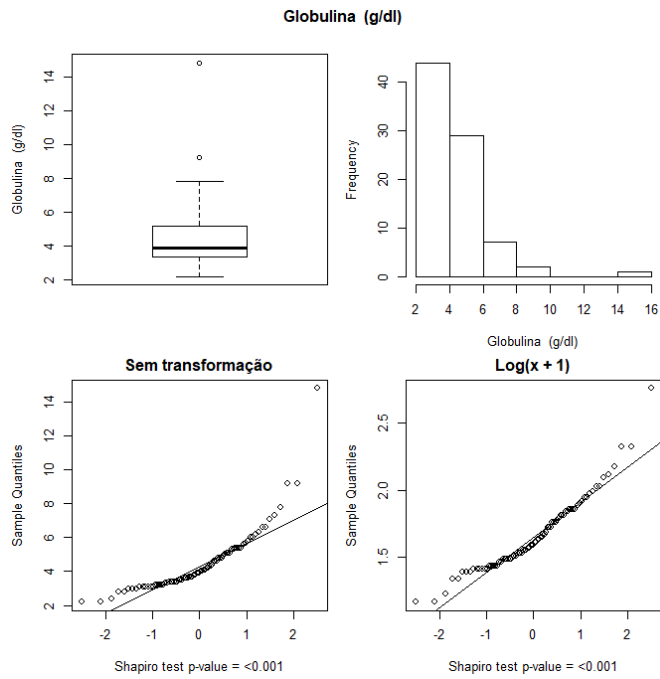 Globulina (g/dl)
Globulina (g/dl)
14
12
10
8
6
4
2
Frequency
40
30
20
10
0
2 4 6 8 10 12 14 16
Globulina (g/dl)
Sem transformação
Sample Quantiles
14
12
10
8
6
4
2
-2 -1 0 1 2
Shapiro test p-value = <0.001
Log(x + 1)
Sample Quantiles
2.5
2.0
1.5
-2 -1 0 1 2
Shapiro test p-value = <0.001